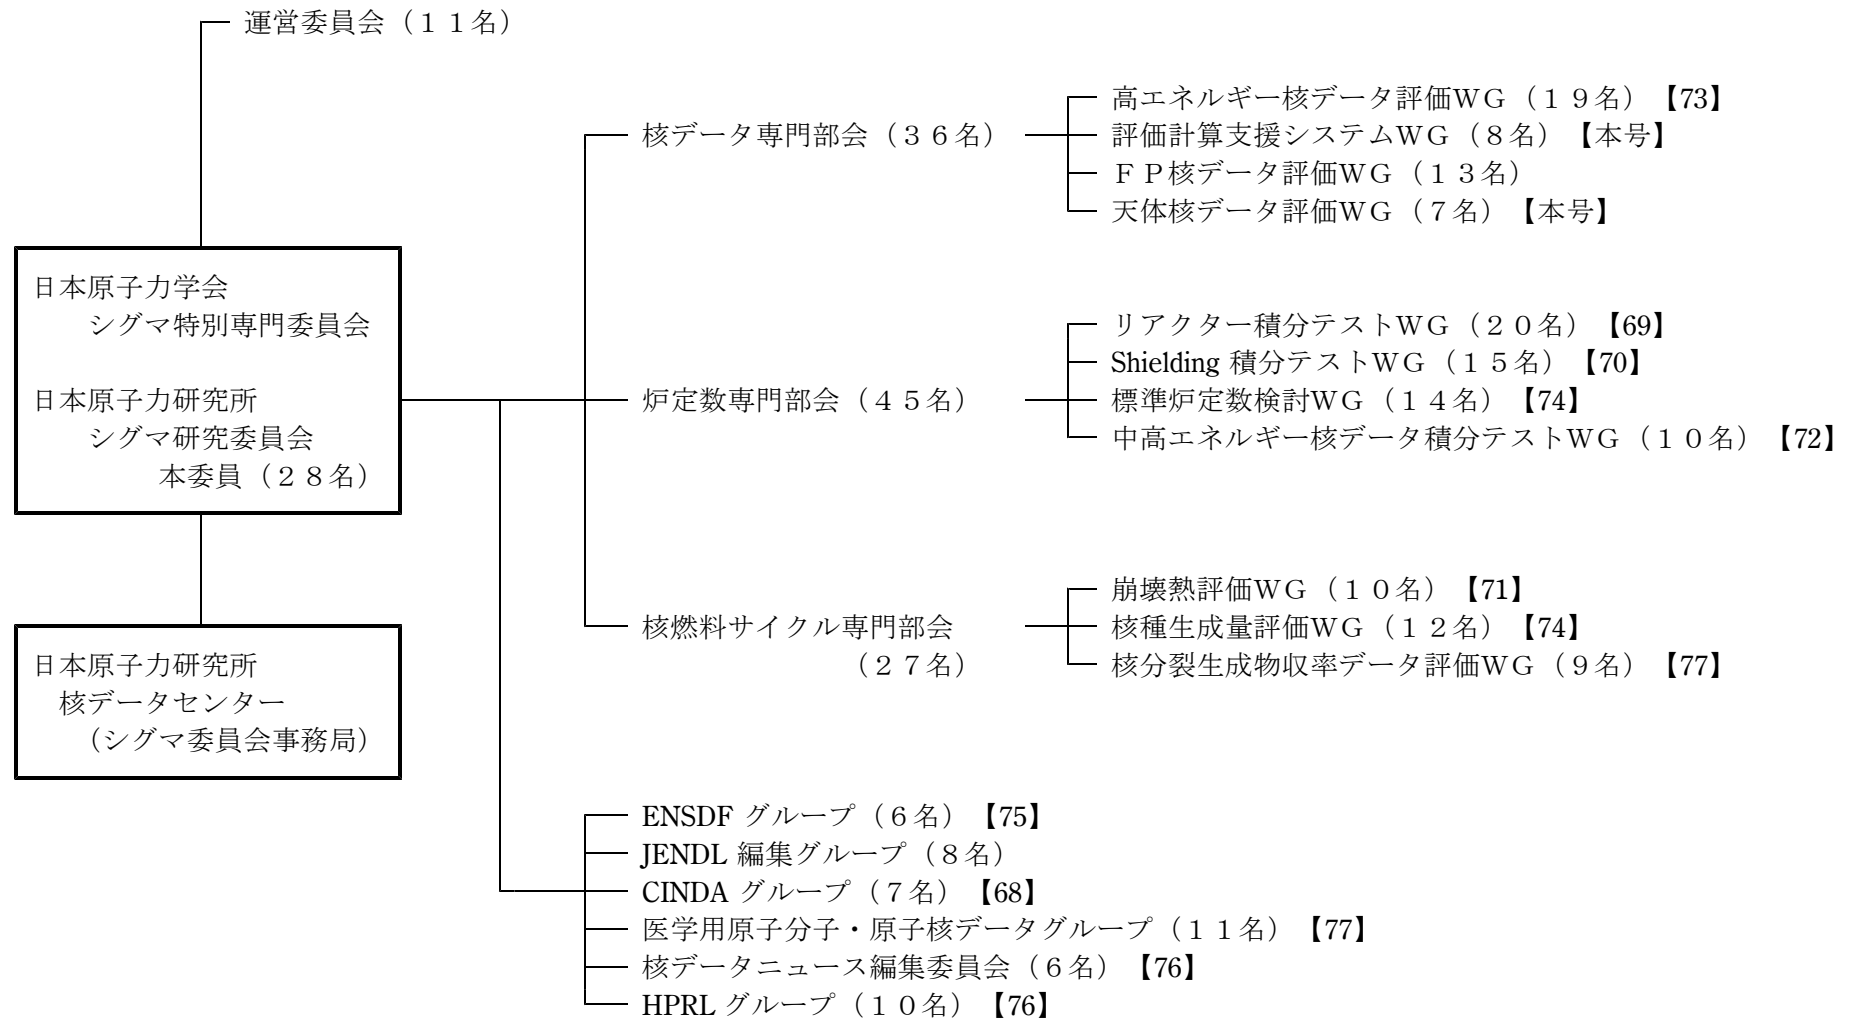 運営委員会（１１名）
日本原子力学会
シグマ特別専門委員会
日本原子力研究所
シグマ研究委員会
本委員（２８名）
日本原子力研究所
核データセンター
（シグマ委員会事務局）
核データ専門部会（３６名）
高エネルギー核データ評価ＷＧ（１９名）【73】
評価計算支援システムＷＧ（８名）【本号】
ＦＰ核データ評価ＷＧ（１３名）
天体核データ評価ＷＧ（７名）【本号】
炉定数専門部会（４５名）
リアクター積分テストＷＧ（２０名）【69】
Shielding 積分テストＷＧ（１５名）【70】
標準炉定数検討ＷＧ（１４名）【74】
中高エネルギー核データ積分テストＷＧ（１０名）【72】
核燃料サイクル専門部会
（２７名）
崩壊熱評価ＷＧ（１０名）【71】
核種生成量評価ＷＧ（１２名）【74】
核分裂生成物収率データ評価ＷＧ（９名）【77】
ENSDF グループ（６名）【75】
JENDL 編集グループ（８名）
CINDA グループ（７名）【68】
医学用原子分子・原子核データグループ（１１名）【77】
核データニュース編集委員会（６名）【76】
HPRL グループ（１０名）【76】